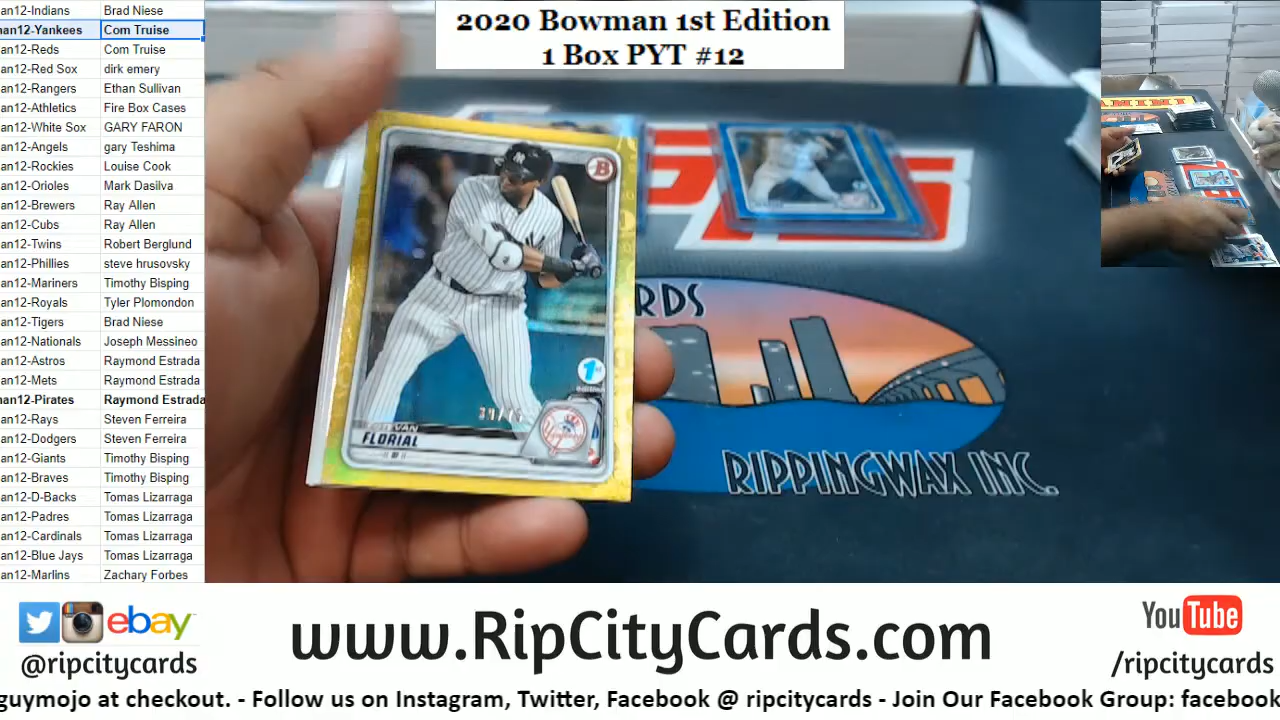 an12-Indians Brad Niese
nan12-Yankees Com Truise
an12-Reds Com Truise
an12-Red Sox dirk emery
an12-Rangers Ethan Sullivan
an12-Athletics Fire Box Cases
an12-White Sox GARY FARON
an12-Angels gary Teshima
an12-Rockies Louise Cook
an12-Orioles Mark Dasilva
an12-Brewers Ray Allen
an12-Cubs Ray Allen
an12-Twins Robert Berglund
an12-Phillies steve hrusovsky
an12-Mariners Timothy Bisping
an12-Royals Tyler Plomondon
an12-Tigers Brad Niese
an12-Nationals Joseph Messineo
an12-Astros Raymond Estrada
an12-Mets Raymond Estrada
nan12-Pirates Raymond Estrada
an12-Rays Steven Ferreira
an12-Dodgers Steven Ferreira
an12-Giants Timothy Bisping
an12-Braves Timothy Bisping
an12-D-Backs Tomas Lizarraga
an12-Padres Tomas Lizarraga
an12-Cardinals Tomas Lizarraga
an12-Blue Jays Tomas Lizarraga
an12-Marlins Zachary Forbes
2020 Bowman 1st Edition
1 Box PYT #12
B
1st
edition
FLORIAL
RDS
RIPPINGWAX INC.
ebay
@ripcitycards
www.RipCityCards.com
YouTube
/ripcitycards
guymojo at checkout. - Follow us on Instagram, Twitter, Facebook @ ripcitycards - Join Our Facebook Group: facebook